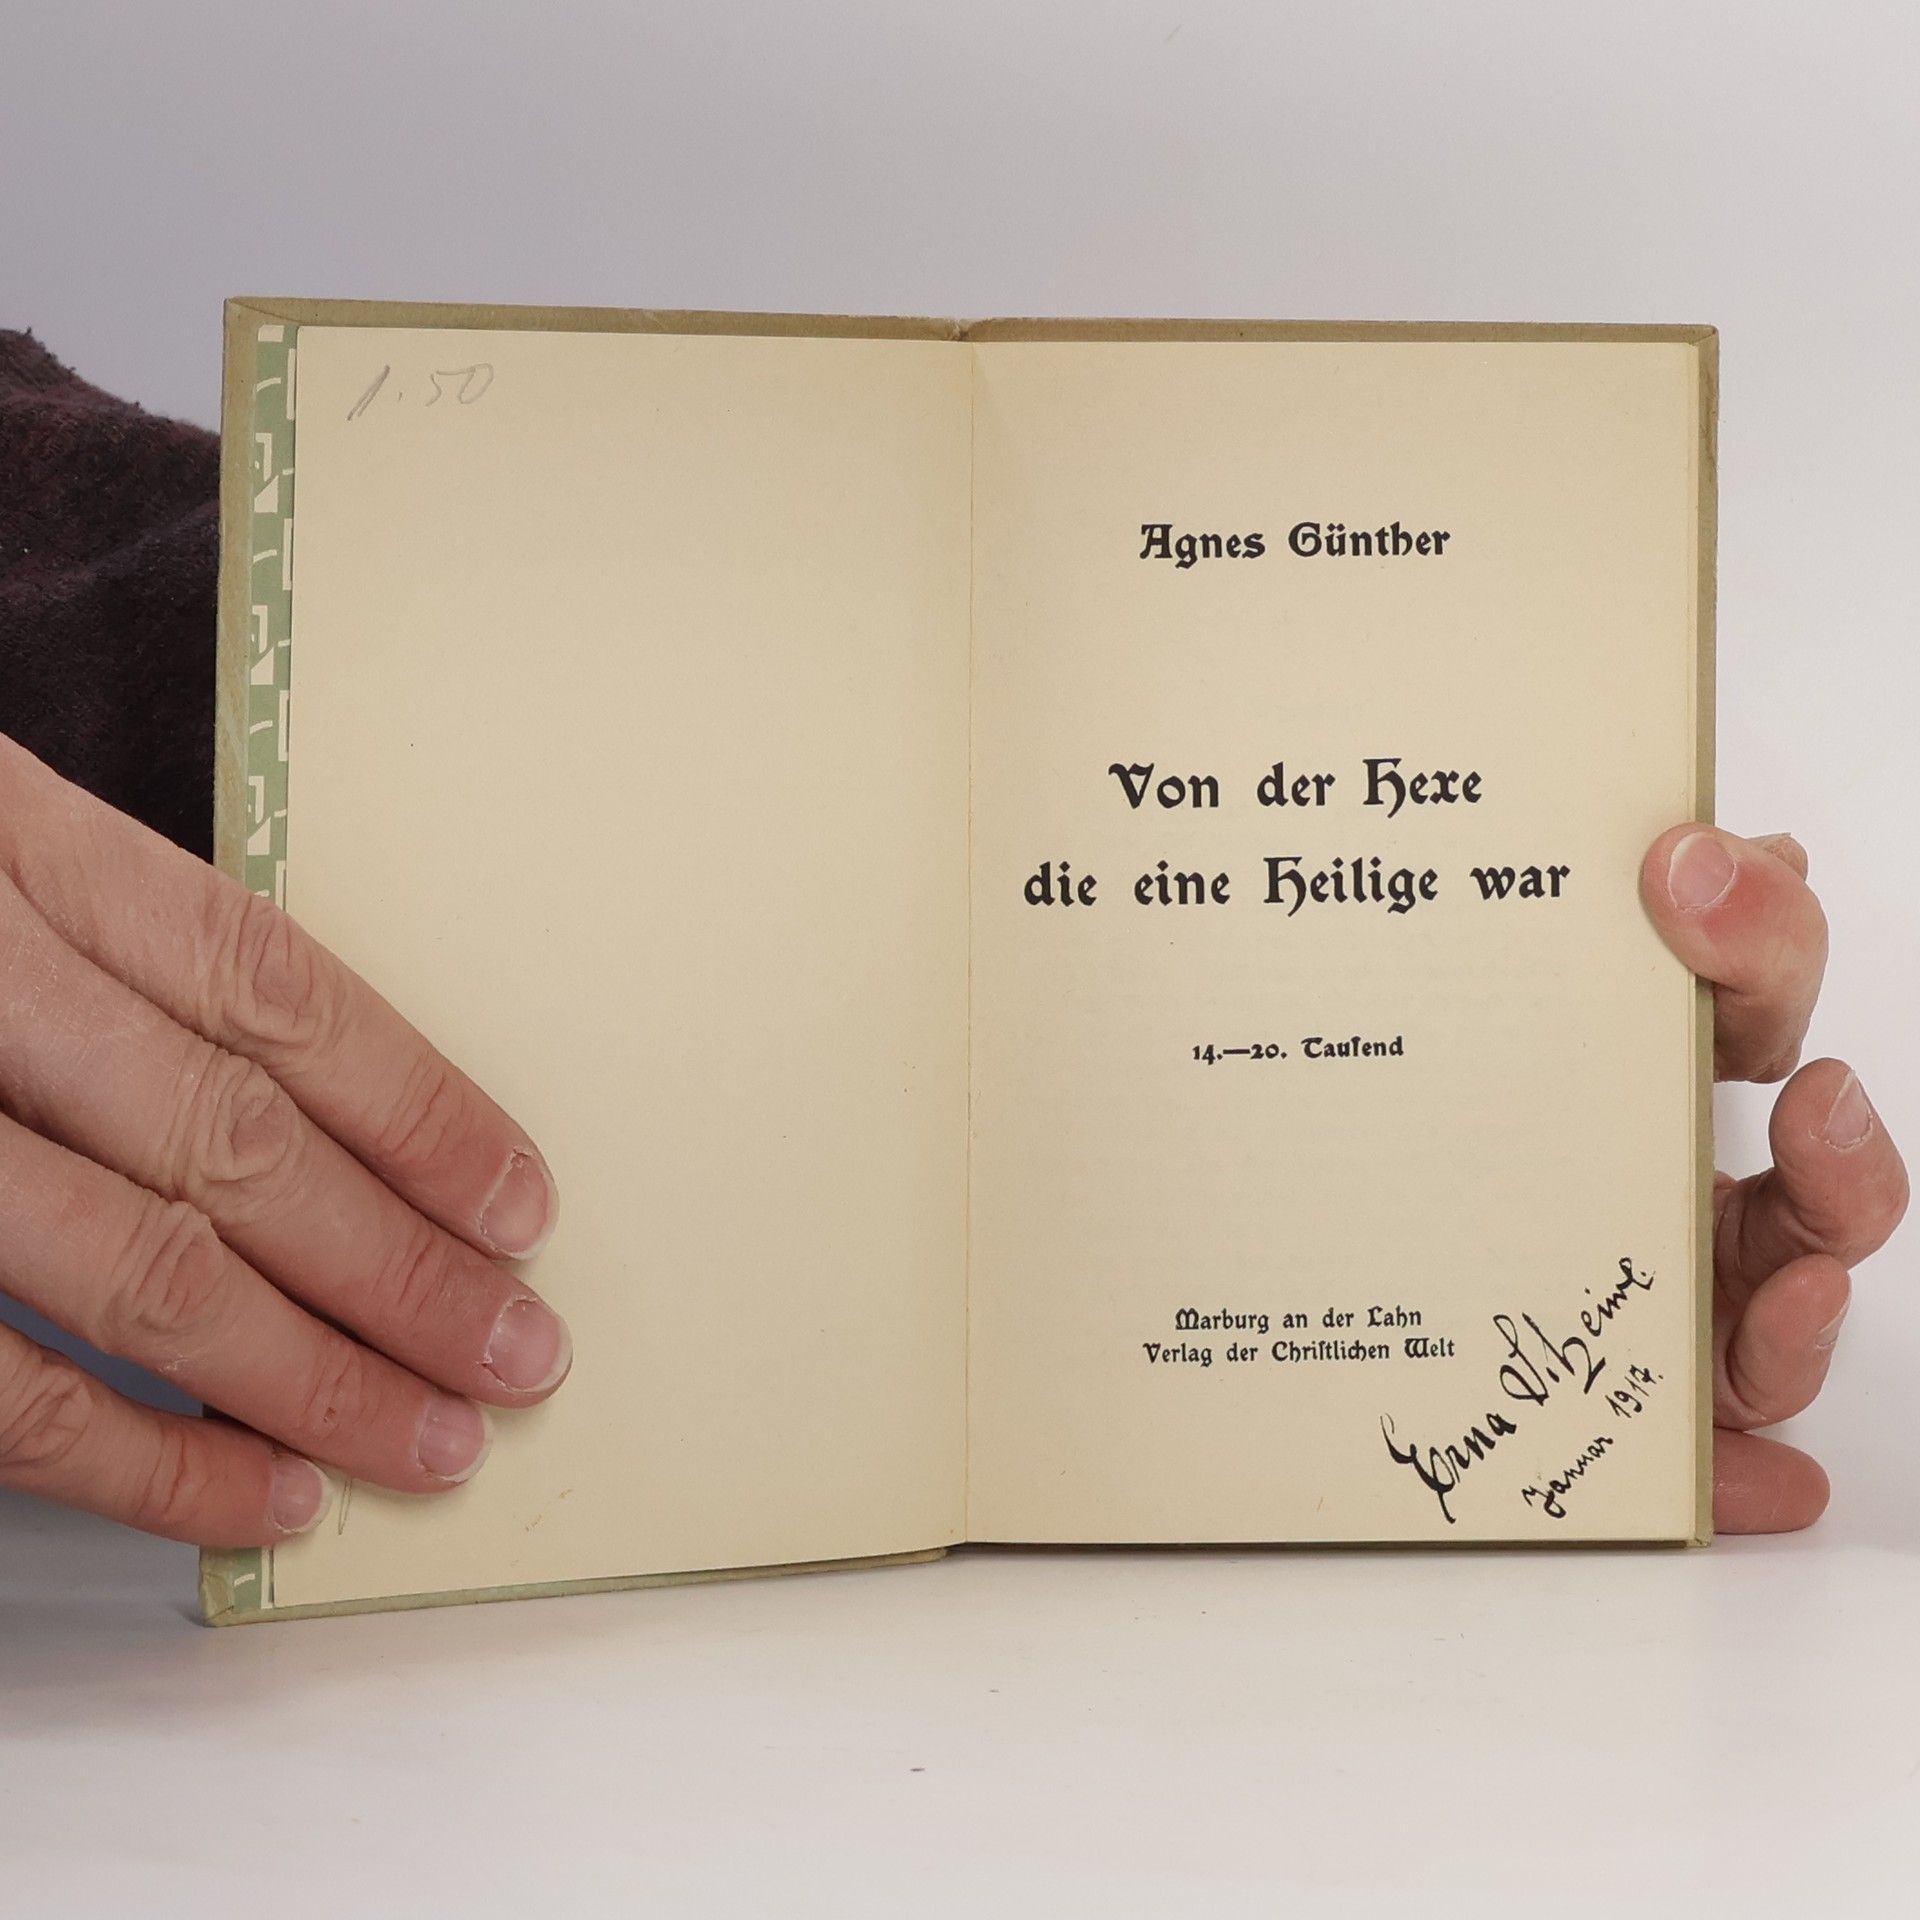 1.50
Agnes Günther
Von der Hexe
die eine Heilige war
14.—20. Tauſend
Marburg an der Lahn
Verlag der Chriſtlichen Welt
Erna
Januar 1917.